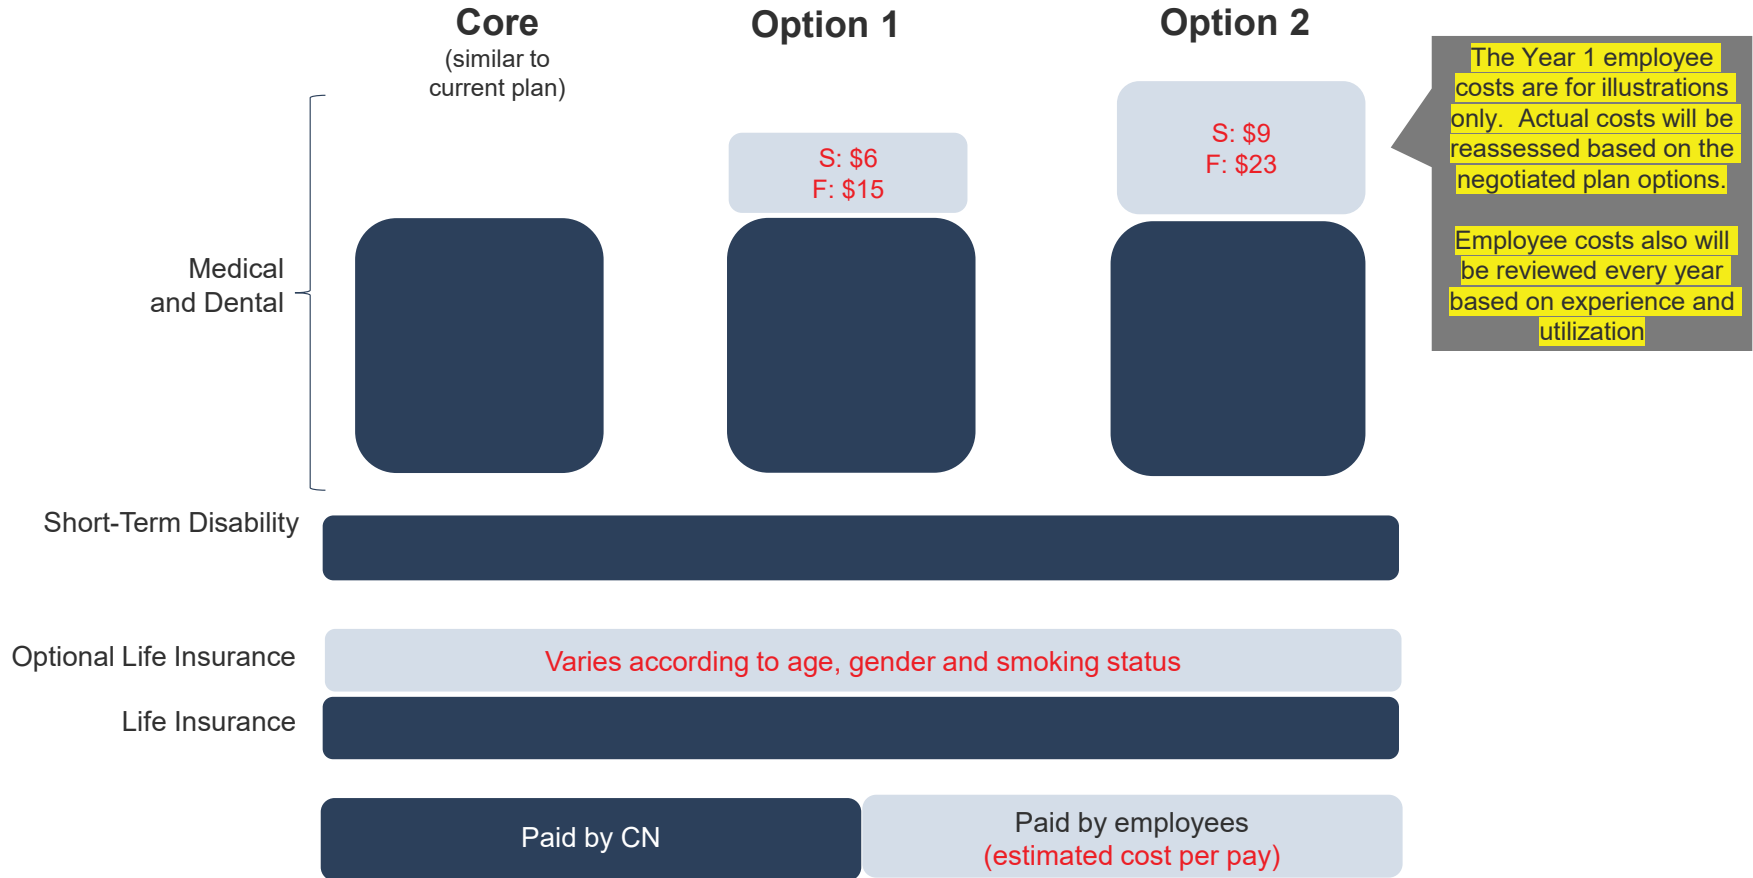 Core
(similar to
current plan)
Option 1
Option 2
S: $6
F: $15
S: $9
F: $23
The Year 1 employee
costs are for illustrations
only.  Actual costs will be
reassessed based on the
negotiated plan options.
Employee costs also will
be reviewed every year
based on experience and
utilization
Medical
and Dental
Short-Term Disability
Optional Life Insurance
Varies according to age, gender and smoking status
Life Insurance
Paid by CN
Paid by employees
(estimated cost per pay)